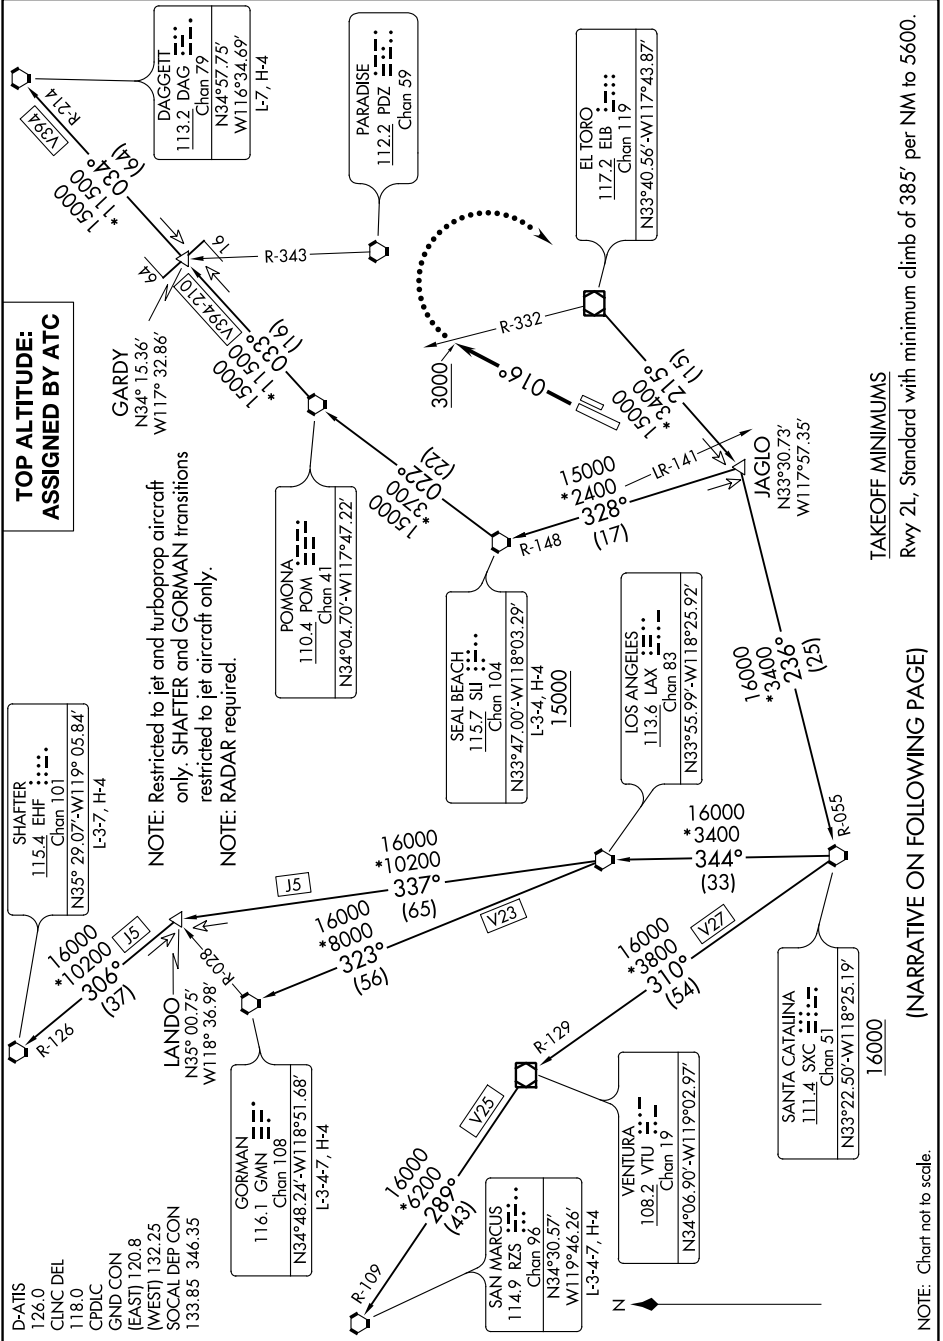 TOP ALTITUDE:
ASSIGNED BY ATC
D-ATIS
126.0
CLNC DEL
118.0
CPDLC
GND CON
(EAST) 120.8
(WEST) 132.25
SOCAL DEP CON
133.85 346.35
SHAFTER
115.4 EHF
Chan 101
N35° 29.07'-W119° 05.84'
L-3-7, H-4
NOTE: Restricted to jet and turboprop aircraft
only. SHAFTER and GORMAN transitions
restricted to jet aircraft only.
NOTE: RADAR required.
GARDY
N34° 15.36'
W117° 32.86'
DAGGETT
113.2 DAG
Chan 79
N34°57.75'
W116°34.69'
L-7, H-4
V394
R-214
15000
*11500
034°
(64)
64
16
R-343
PARADISE
112.2 PDZ
Chan 59
V394-210
15000
*11500
033°
(16)
POMONA
110.4 POM
Chan 41
N34°04.70'-W117°47.22'
15000
*3700
022°
(22)
R-126
J5
16000
*10200
306°
(37)
LANDO
N35° 00.75'
W118° 36.98'
R-028
GORMAN
116.1 GMN
Chan 108
N34°48.24'-W118°51.68'
L-3-4-7, H-4
J5
16000
*10200
337°
(65)
V23
16000
*8000
323°
(56)
SEAL BEACH
115.7 SLI
Chan 104
N33°47.00'-W118°03.29'
L-3-4, H-4
15000
R-148
15000
*2400
328°
(17)
LR-141
3000
016°
R-332
EL TORO
117.2 ELB
Chan 119
N33°40.56'-W117°43.87'
15000
*3400
215°
(15)
JAGLO
N33°30.73'
W117°57.35'
LOS ANGELES
113.6 LAX
Chan 83
N33°55.99'-W118°25.92'
16000
*3400
344°
(33)
16000
*3400
236°
(25)
R-055
V27
16000
*3800
310°
(54)
R-129
V25
16000
*6200
289°
(43)
R-109
SAN MARCUS
114.9 RZS
Chan 96
N34°30.57'
W119°46.26'
L-3-4-7, H-4
VENTURA
108.2 VTU
Chan 19
N34°06.90'-W119°02.97'
SANTA CATALINA
111.4 SXC
Chan 51
N33°22.50'-W118°25.19'
16000
N
TAKEOFF MINIMUMS
Rwy 2L, Standard with minimum climb of 385' per NM to 5600.
(NARRATIVE ON FOLLOWING PAGE)
NOTE: Chart not to scale.